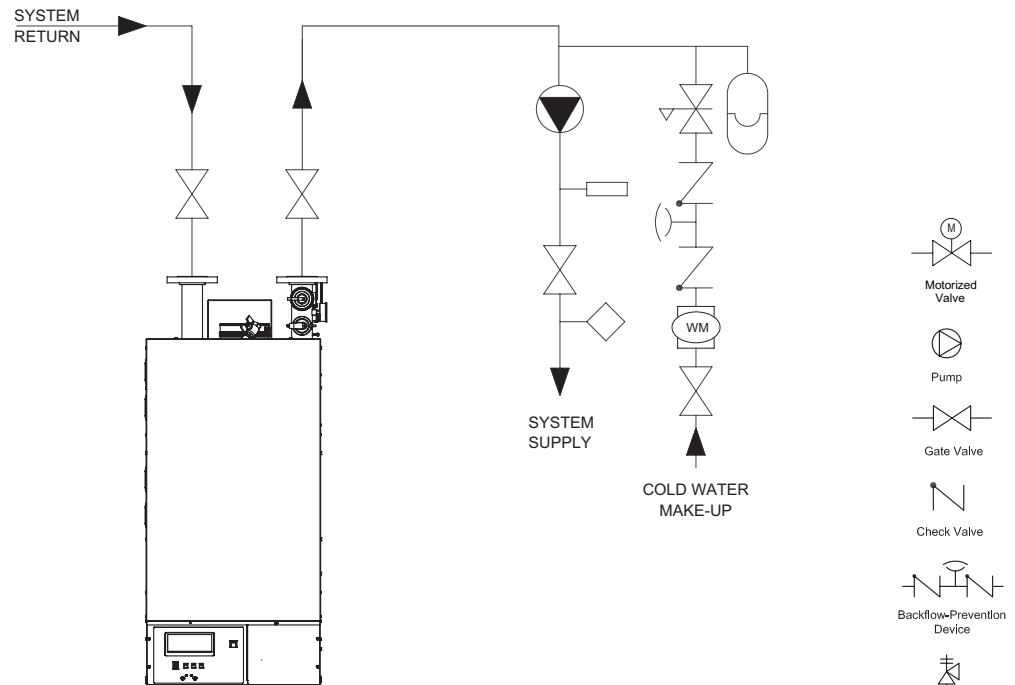 SYSTEM
RETURN
WM
SYSTEM
SUPPLY
COLD WATER
MAKE-UP
M
Motorized
Valve
Pump
Gate Valve
Check Valve
Backflow-Prevention
Device